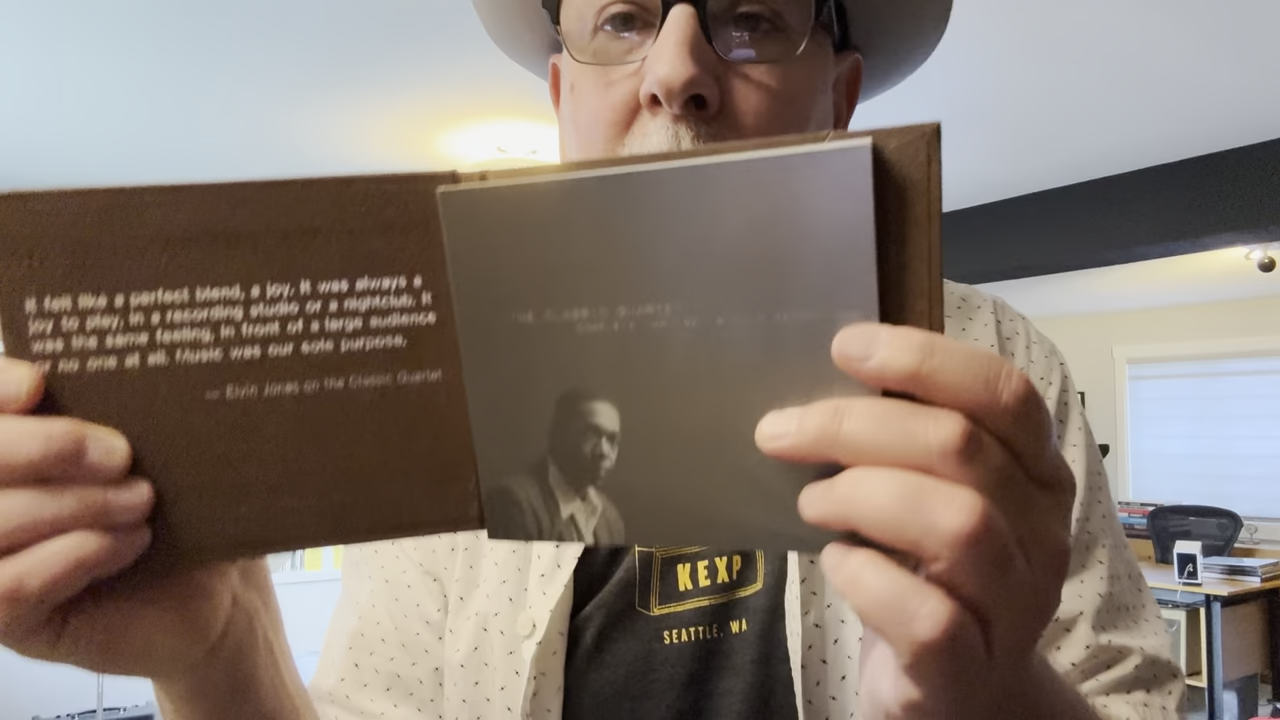 It felt like a perfect blend, a joy. It was always a
joy to play, in a recording studio or a nightclub. It
was the same feeling, in front of a large audience
or no one at all. Music was our sole purpose.
— Elvin Jones on the Classic Quartet
THE CLASSIC QUARTET
KEXP
SEATTLE, WA